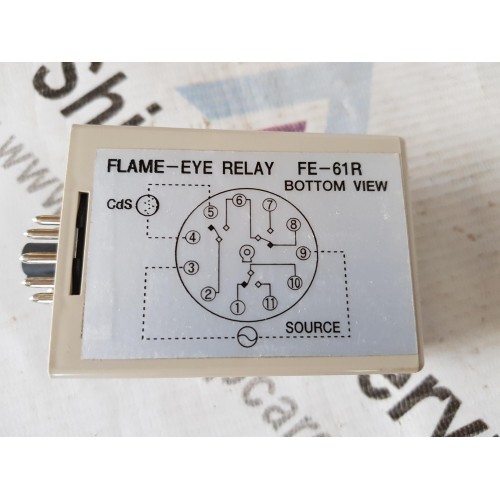 FLAME-EYE RELAY FE-61R
BOTTOM VIEW
CdS
⑤ ⑥ ⑦
⑧
④
⑨
③
② ⑩
① ⑪
SOURCE
Shi